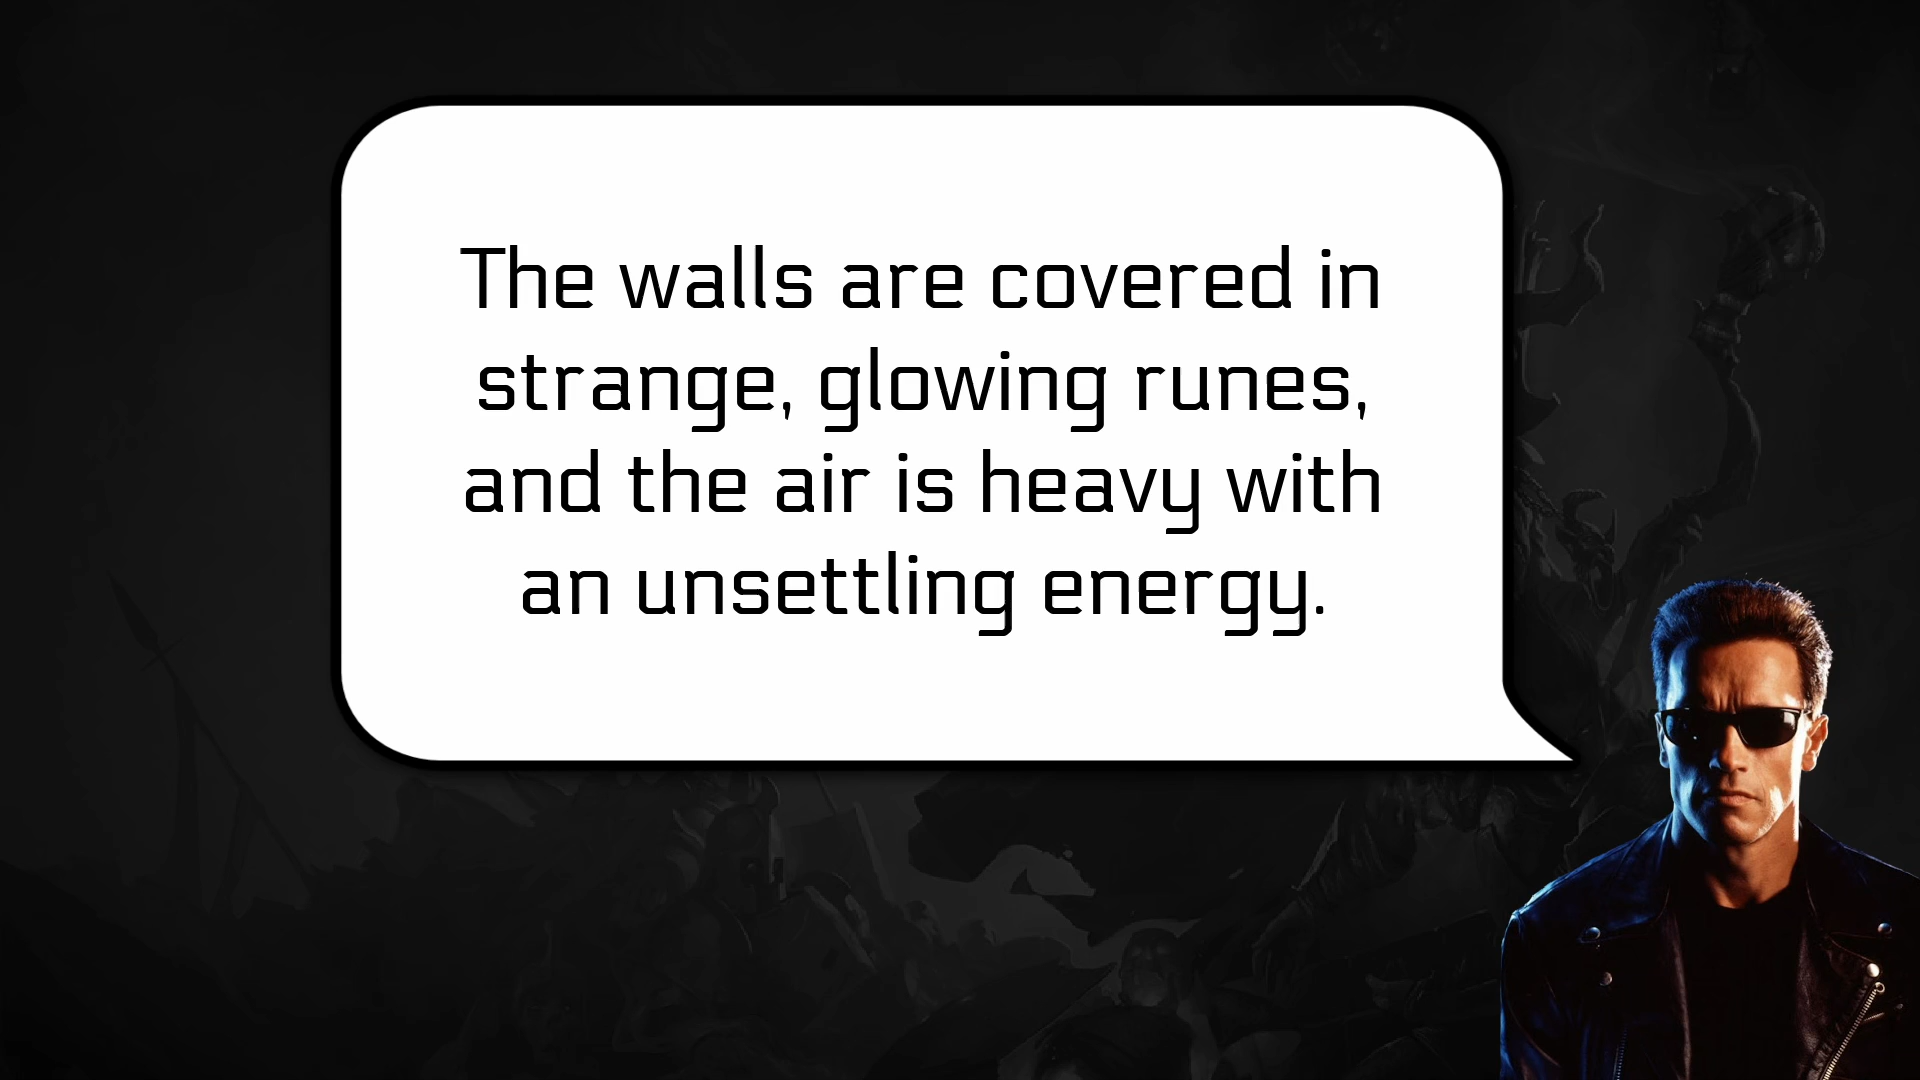 The walls are covered in
strange, glowing runes,
and the air is heavy with
an unsettling energy.